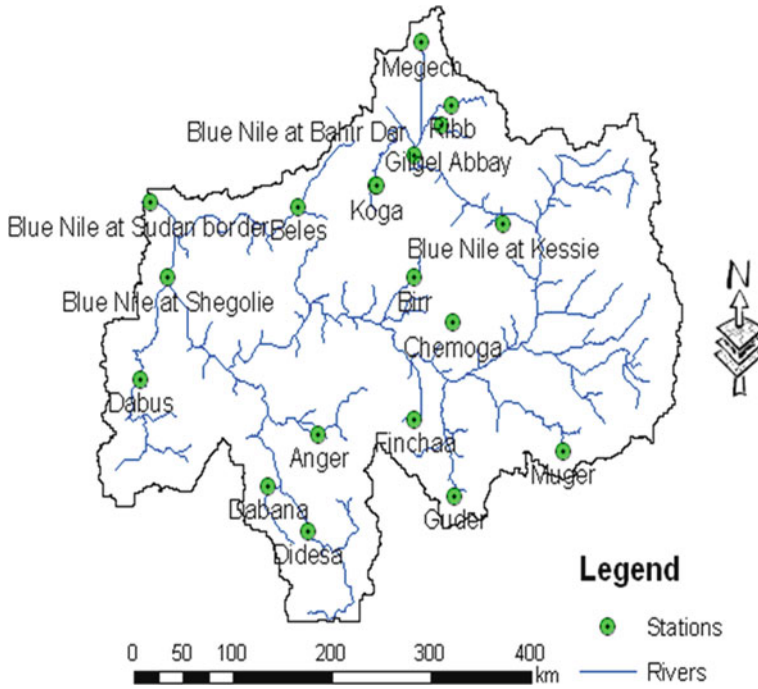 Megech
Blue Nile at Bahir Dar
Ribb
Gilgel Abbay
Koga
Blue Nile at Sudan border
Beles
Blue Nile at Kessie
Blue Nile at Shegolie
Birr
Chemoga
Dabus
Anger
Finchaa
Muger
Dabana
Guder
Didesa
N
Legend
Stations
Rivers
0 50 100 200 300 400
km